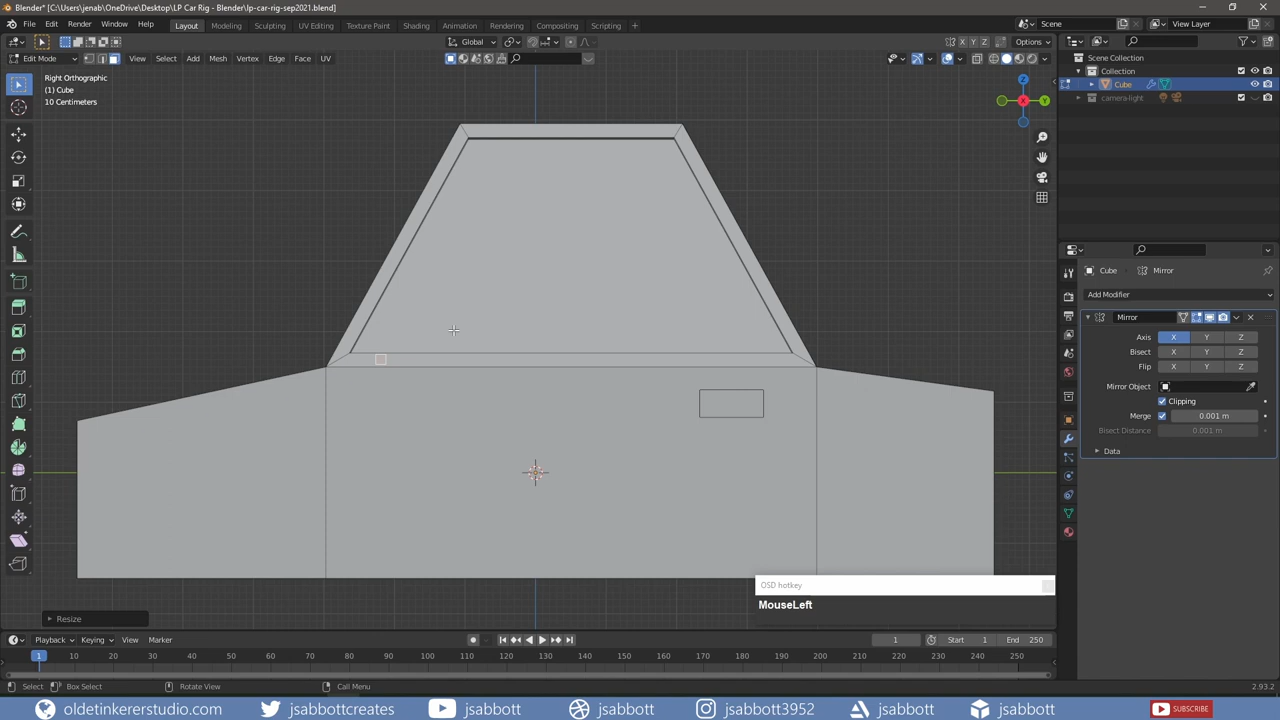 Blender* [C:\Users\jenab\OneDrive\Desktop\LP Car Rig - Blender\lp-car-rig-sep2021.blend]
File Edit Render Window Help Layout Modeling Sculpting UV Editing Texture Paint Shading Animation Rendering Compositing Scripting Scene View Layer
Global X Y Z Options
Edit Mode View Select Add Mesh Vertex Edge Face UV
Right Orthographic
(1) Cube
10 Centimeters
Z
X
Y
Scene Collection
Collection
Cube
camera-light
Cube Mirror
Add Modifier
Mirror
Axis X Y Z
Bisect X Y Z
Flip X Y Z
Mirror Object
Clipping
Merge 0.001 m
Bisect Distance 0.001 m
Data
OSD hotkey
MouseLeft
Resize
Playback Keying View Marker 1 Start 1 End 250
1 10 20 30 40 50 60 70 80 90 100 110 120 130 140 150 160 170 180 190 200 210 220 230 240 250
Select Box Select Rotate View Call Menu 2.93.2
oldetinkererstudio.com jsabbottcreates jsabbott jsabbott jsabbott3952 jsabbott jsabbott SUBSCRIBE